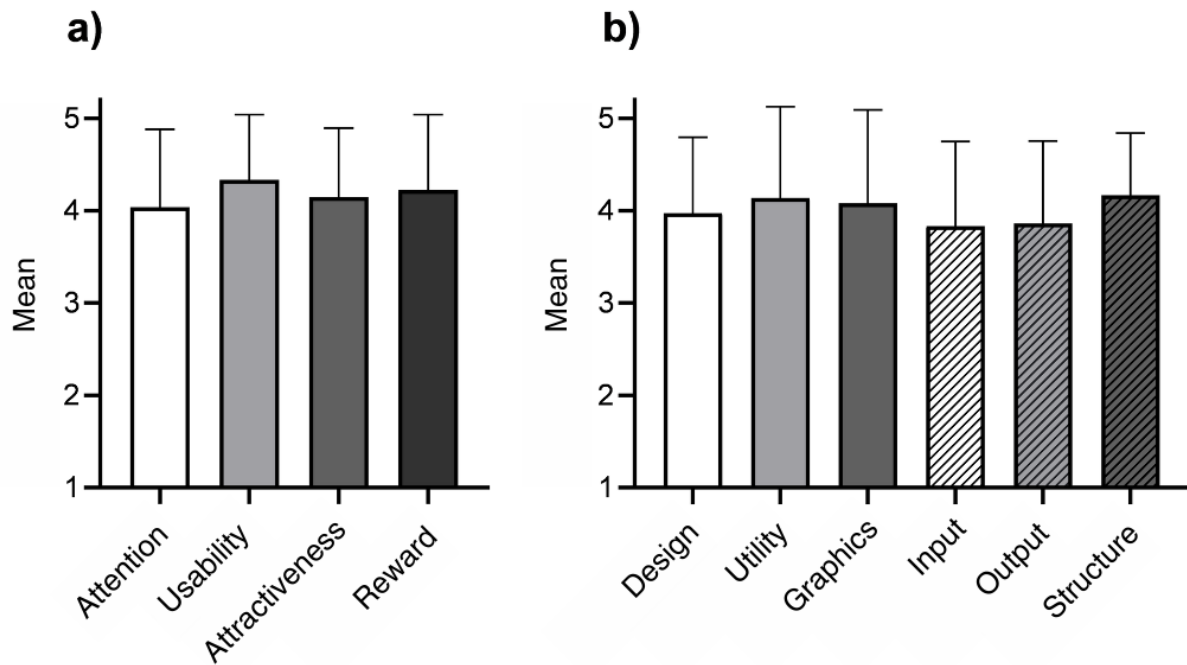 a)
Mean
5
4
3
2
1
Attention
Usability
Attractiveness
Reward
b)
Mean
5
4
3
2
1
Design
Utility
Graphics
Input
Output
Structure